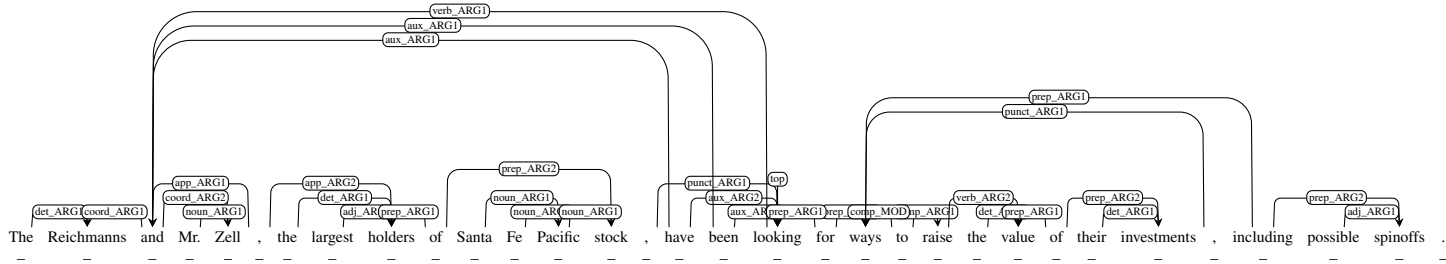 verb_ARG1
aux_ARG1
aux_ARG1
prep_ARG1
punct_ARG1
prep_ARG2
app_ARG1 app_ARG2 punct_ARG1 top
coord_ARG2 det_ARG1 noun_ARG1 aux_ARG2 verb_ARG2 prep_ARG2 prep_ARG2
det_ARG1 coord_ARG1 noun_ARG1 prep_ARG1 noun_ARG1 prep_ARG1 comp_MOD prep_ARG1 det_ARG1 adj_ARG1
The Reichmanns and Mr. Zell , the largest holders of Santa Fe Pacific stock , have been looking for ways to raise the value of their investments , including possible spinoffs .